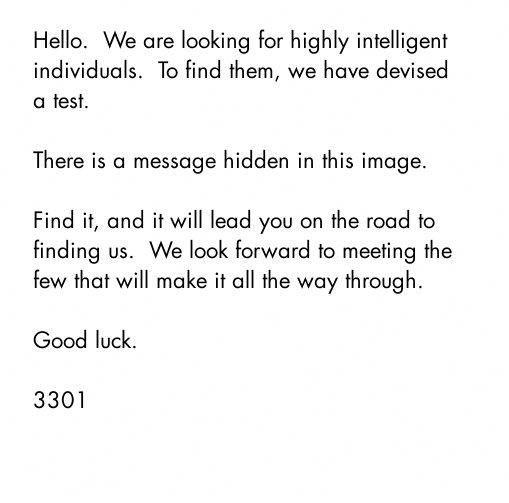 Hello.  We are looking for highly intelligent
individuals.  To find them, we have devised
a test.
There is a message hidden in this image.
Find it, and it will lead you on the road to
finding us.  We look forward to meeting the
few that will make it all the way through.
Good luck.
3301